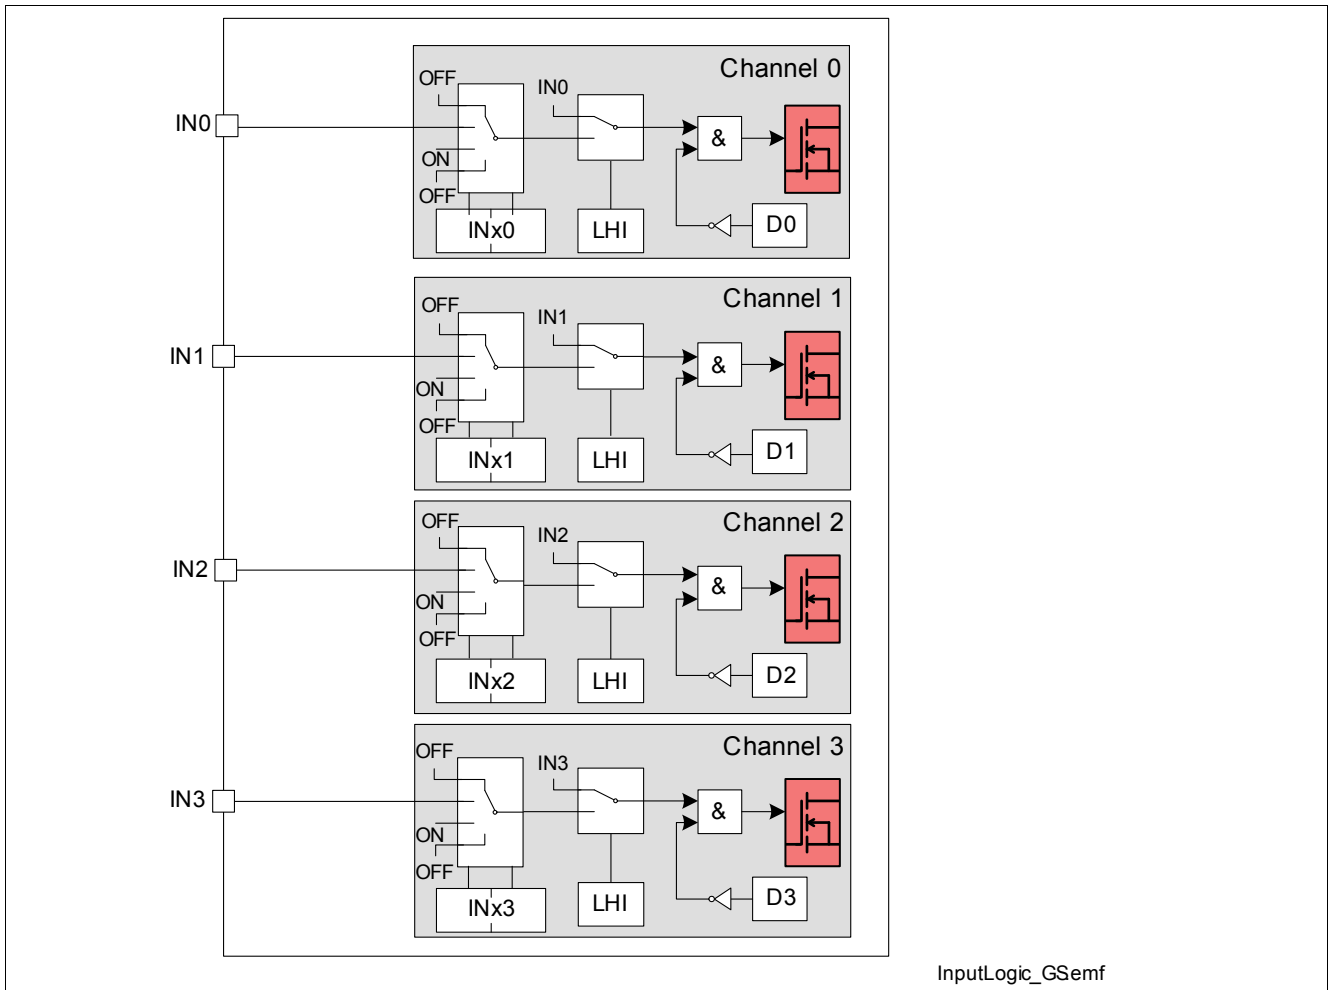 Channel 0
OFF
IN0
IN0
&
ON
OFF
INx0
LHI
D0
Channel 1
OFF
IN1
IN1
&
ON
OFF
INx1
LHI
D1
Channel 2
OFF
IN2
IN2
&
ON
OFF
INx2
LHI
D2
Channel 3
OFF
IN3
IN3
&
ON
OFF
INx3
LHI
D3
InputLogic_GS.emf